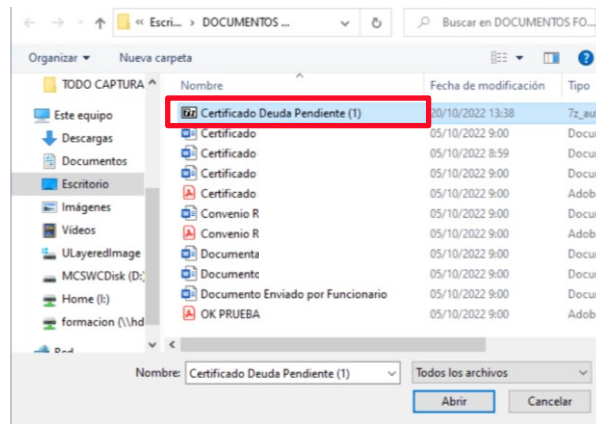 « Escri... › DOCUMENTOS ...
Buscar en DOCUMENTOS FO...
Organizar
Nueva carpeta
TODO CAPTURA
Este equipo
Descargas
Documentos
Escritorio
Imágenes
Vídeos
ULayeredImage
MCSWCDisk (D:)
Home (I:)
formacion (\\hd
Red
Nombre Fecha de modificación Tipo
7z Certificado Deuda Pendiente (1) 20/10/2022 13:38 7z_au
Certificado 05/10/2022 9:00 Docu
Certificado 05/10/2022 8:59 Docu
Certificado 05/10/2022 9:00 Docu
Certificado 05/10/2022 9:00 Adob
Convenio R 05/10/2022 9:00 Docu
Convenio R 05/10/2022 9:00 Adob
Documenta 05/10/2022 9:00 Docu
Documento 05/10/2022 9:00 Docu
Documento Enviado por Funcionario 05/10/2022 9:00 Docu
OK PRUEBA 05/10/2022 9:00 Adob
Nombre: Certificado Deuda Pendiente (1)
Todos los archivos
Abrir
Cancelar